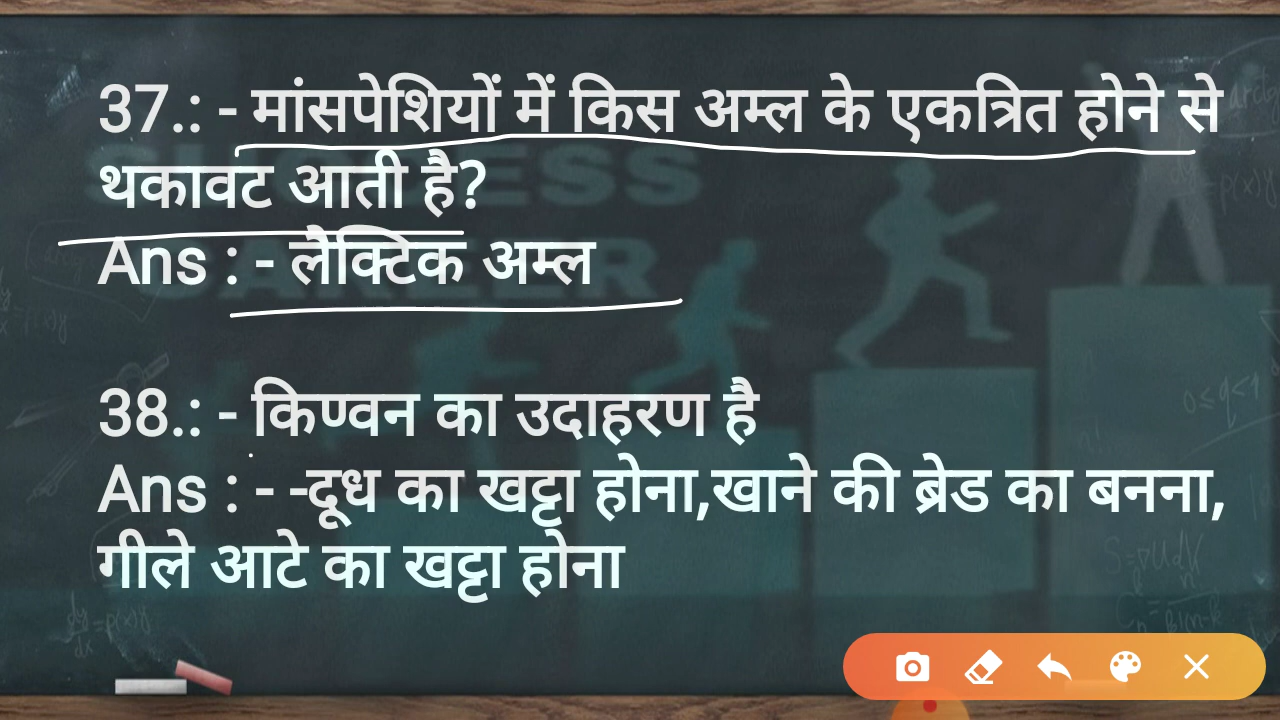 37.: - मांसपेशियों में किस अम्ल के एकत्रित होने से
थकावट आती है?
Ans : - लैक्टिक अम्ल
38.: - किण्वन का उदाहरण है
Ans : - -दूध का खट्टा होना,खाने की ब्रेड का बनना,
गीले आटे का खट्टा होना